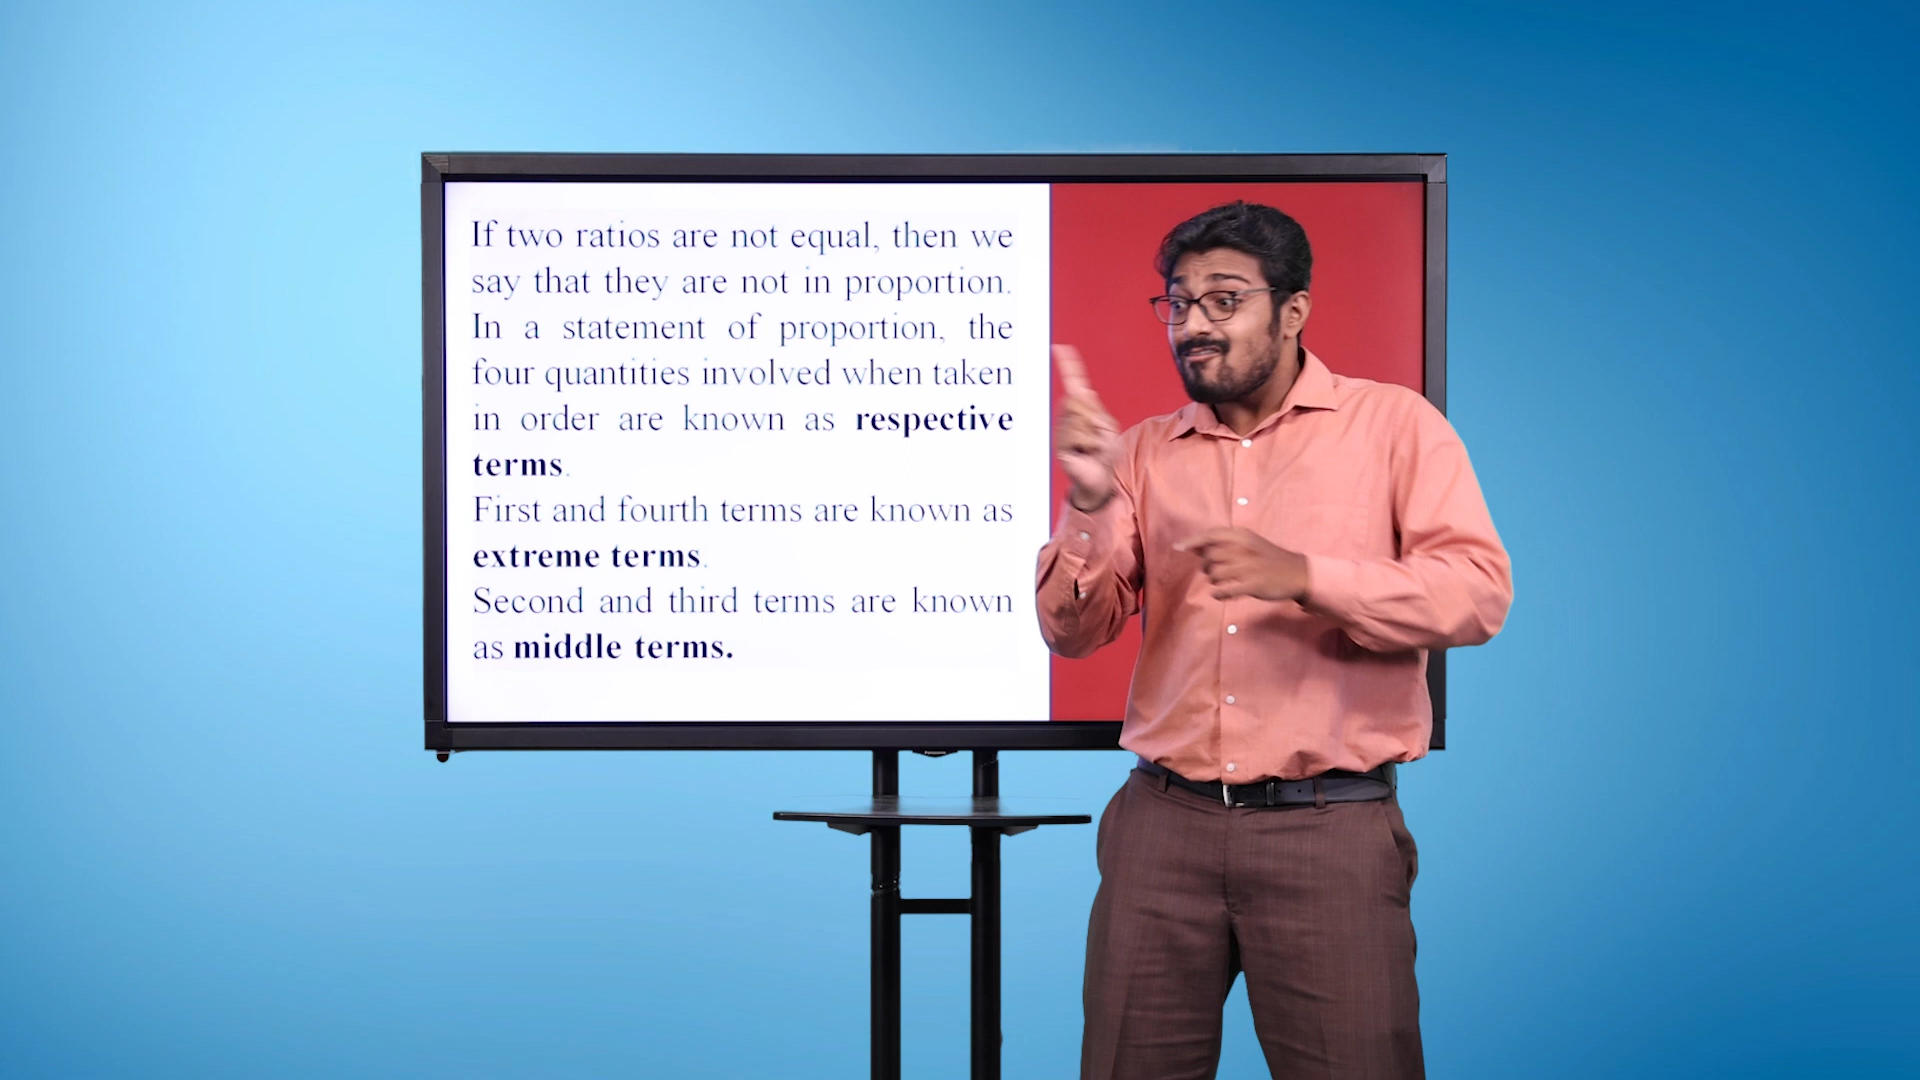 If two ratios are not equal, then we
say that they are not in proportion.
In a statement of proportion, the
four quantities involved when taken
in order are known as respective
terms.
First and fourth terms are known as
extreme terms.
Second and third terms are known
as middle terms.